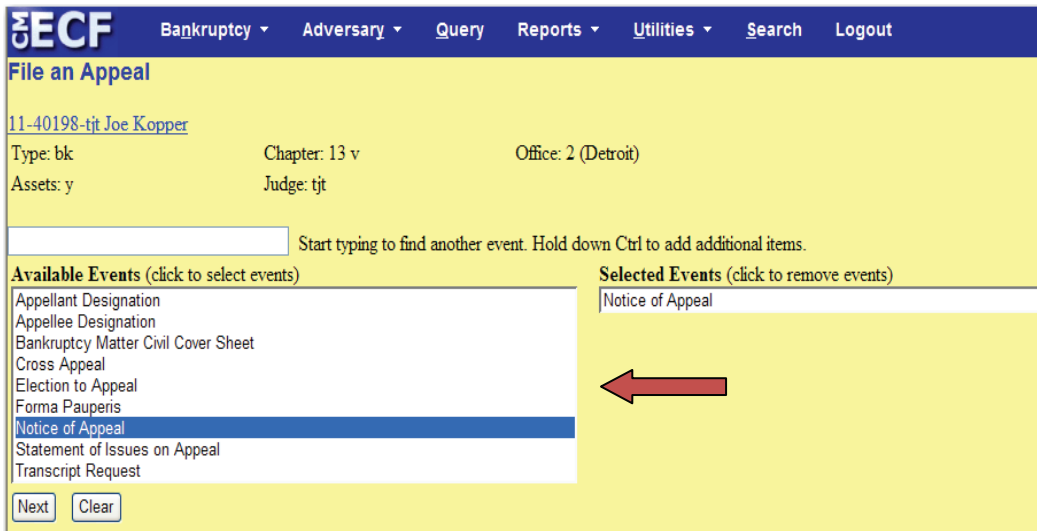 CM ECF Bankruptcy Adversary Query Reports Utilities Search Logout
File an Appeal
11-40198-tjt Joe Kopper
Type: bk Chapter: 13 v Office: 2 (Detroit)
Assets: y Judge: tjt
Start typing to find another event. Hold down Ctrl to add additional items.
Available Events (click to select events) Selected Events (click to remove events)
Appellant Designation Notice of Appeal
Appellee Designation
Bankruptcy Matter Civil Cover Sheet
Cross Appeal
Election to Appeal
Forma Pauperis
Notice of Appeal
Statement of Issues on Appeal
Transcript Request
Next Clear